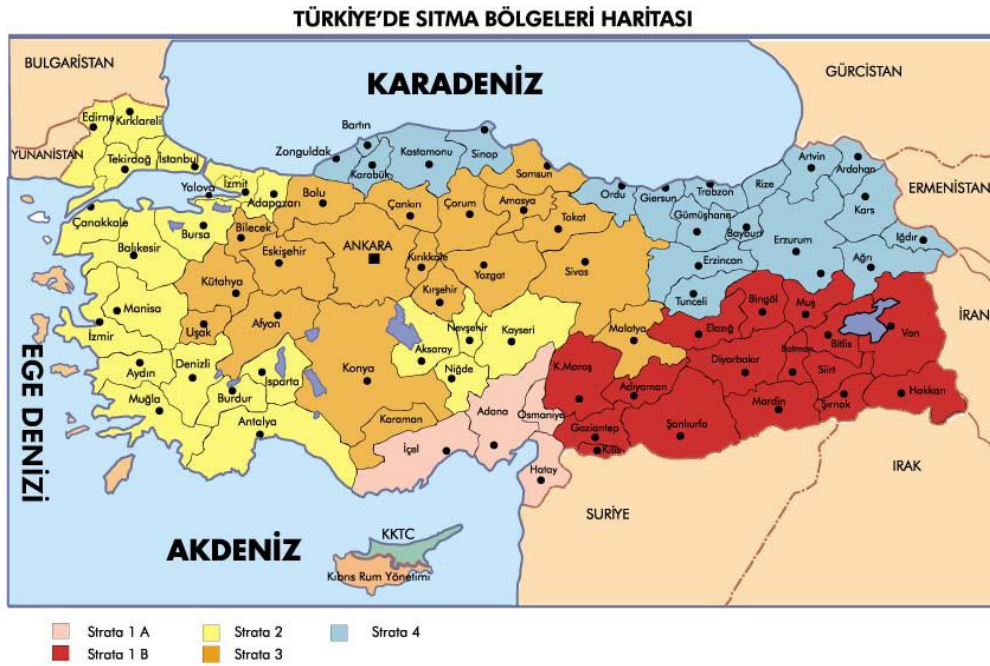 TÜRKİYE'DE SITMA BÖLGELERİ HARİTASI
BULGARİSTAN
KARADENİZ
GÜRCİSTAN
YUNANİSTAN
ERMENİSTAN
Edirne
Kırklareli
Tekirdağ
İstanbul
Bartın
Zonguldak
Karabük
Kastamonu
Sinop
Samsun
Ordu
Giersun
Trabzon
Rize
Artvin
Ardahan
Kars
Iğdır
Yalova
İzmit
Adapazarı
Bolu
Çankırı
Çorum
Amasya
Tokat
Gümüşhane
Bayburt
Erzurum
Ağrı
Çanakkale
Balıkesir
Bursa
Bilecek
Eskişehir
ANKARA
Kırıkkale
Yozgat
Sivas
Erzincan
Tunceli
Kütahya
Kırşehir
Bingöl
Muş
İRAN
Manisa
İzmir
Uşak
Afyon
Nevşehir
Kayseri
Malatya
Elazığ
Bitlis
Van
Aksaray
Diyarbakır
Batman
Siirt
EGE DENİZİ
Aydın
Denizli
Isparta
Konya
Niğde
K.Maraş
Adıyaman
Mardin
Şırnak
Hakkarı
Muğla
Burdur
Antalya
Karaman
Adana
Osmaniye
Gaziantep
Şanlıurfa
İçel
Kilis
Hatay
IRAK
SURİYE
AKDENİZ
KKTC
Kıbrıs Rum Yönetimi
Strata 1 A
Strata 2
Strata 4
Strata 1 B
Strata 3